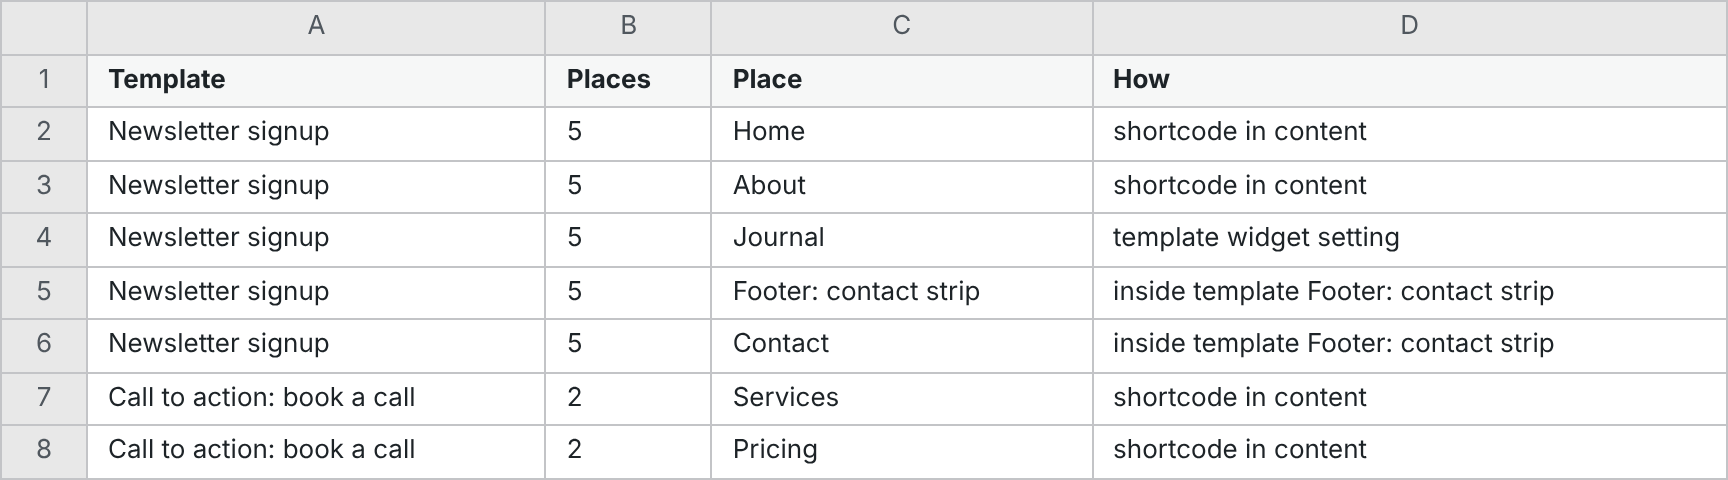 A B C D
1 Template Places Place How
2 Newsletter signup 5 Home shortcode in content
3 Newsletter signup 5 About shortcode in content
4 Newsletter signup 5 Journal template widget setting
5 Newsletter signup 5 Footer: contact strip inside template Footer: contact strip
6 Newsletter signup 5 Contact inside template Footer: contact strip
7 Call to action: book a call 2 Services shortcode in content
8 Call to action: book a call 2 Pricing shortcode in content